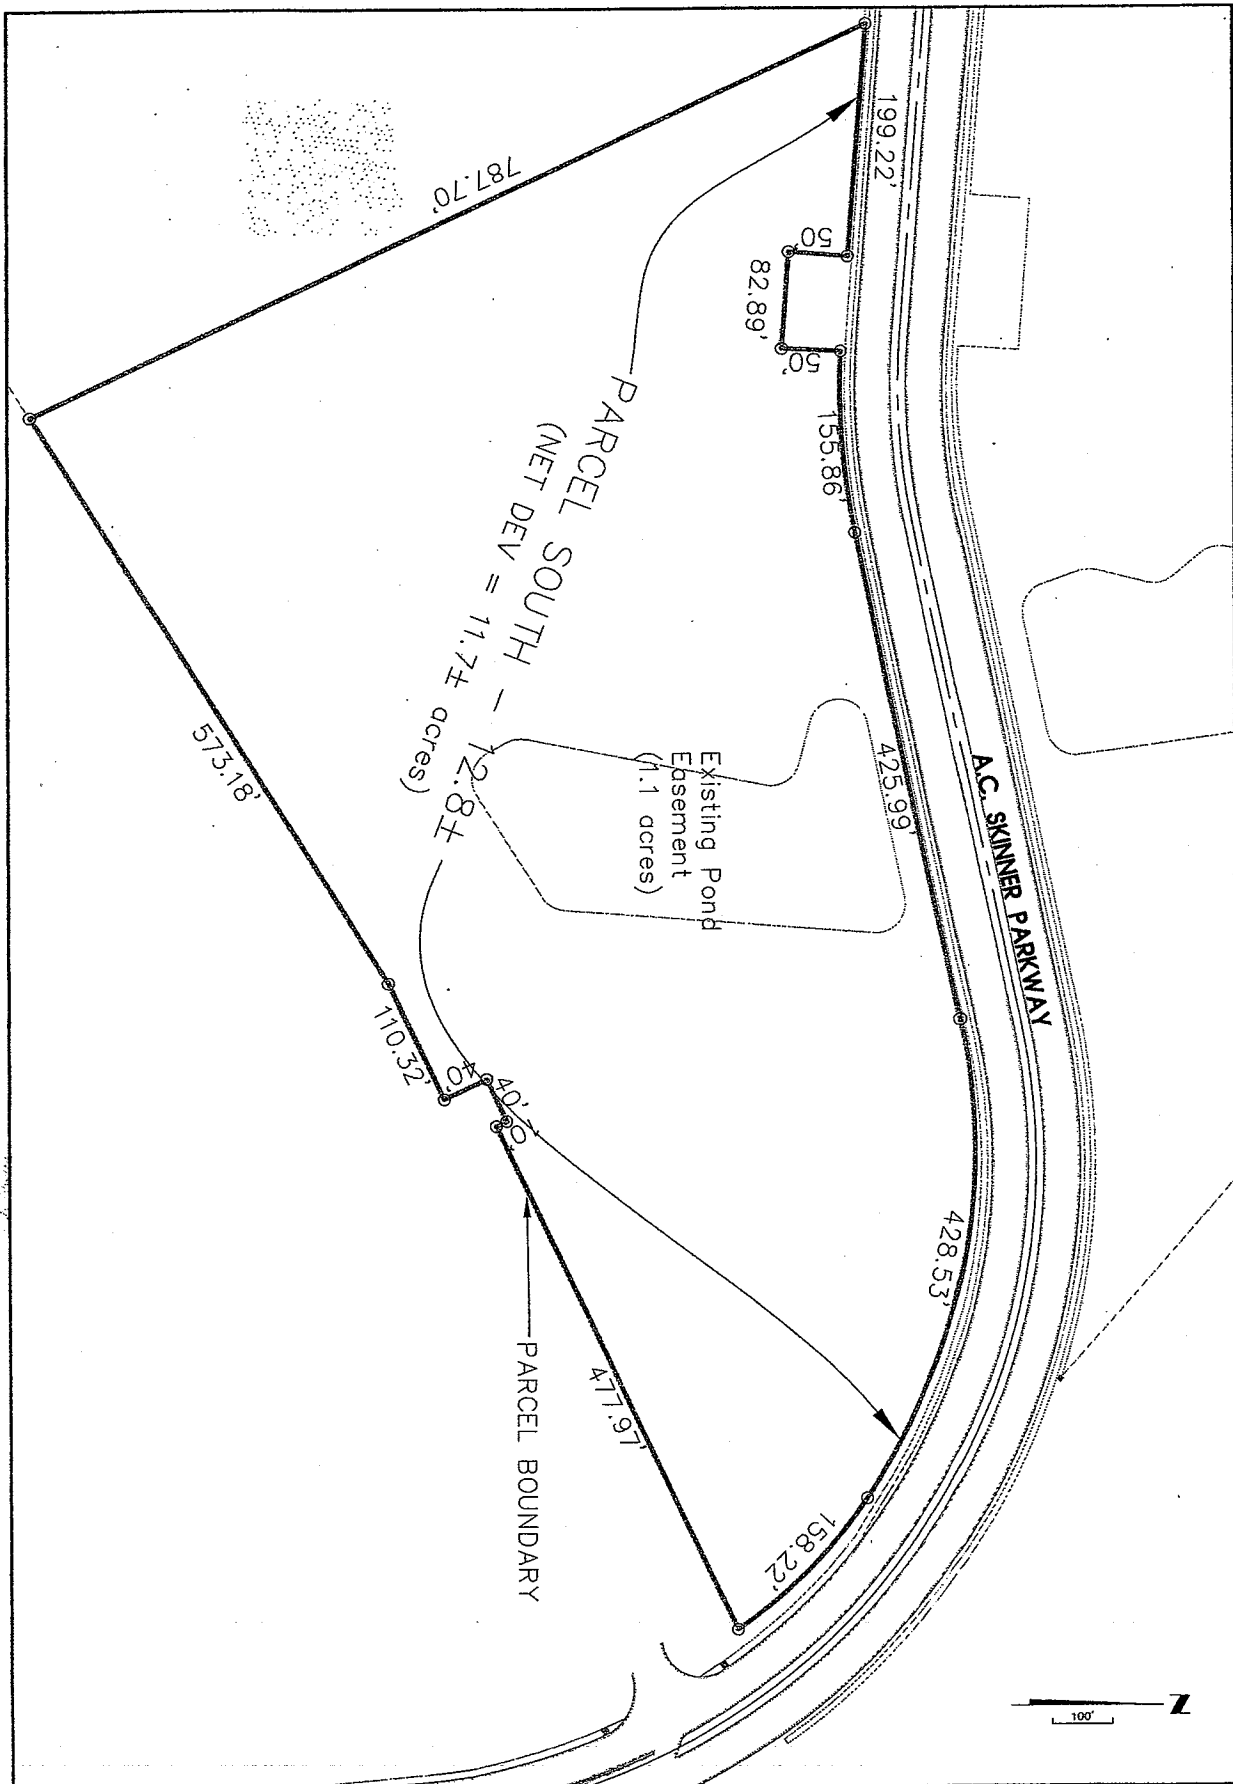 A.C. SKINNER PARKWAY
199.22'
50'
82.89'
50'
155.86'
425.99'
428.53'
158.22'
787.70'
PARCEL SOUTH - 12.8±
(NET DEV = 11.7± acres)
Existing Pond
Easement
(1.1 acres)
573.18'
110.32'
40'
40'
10'
477.97'
PARCEL BOUNDARY
N
100'